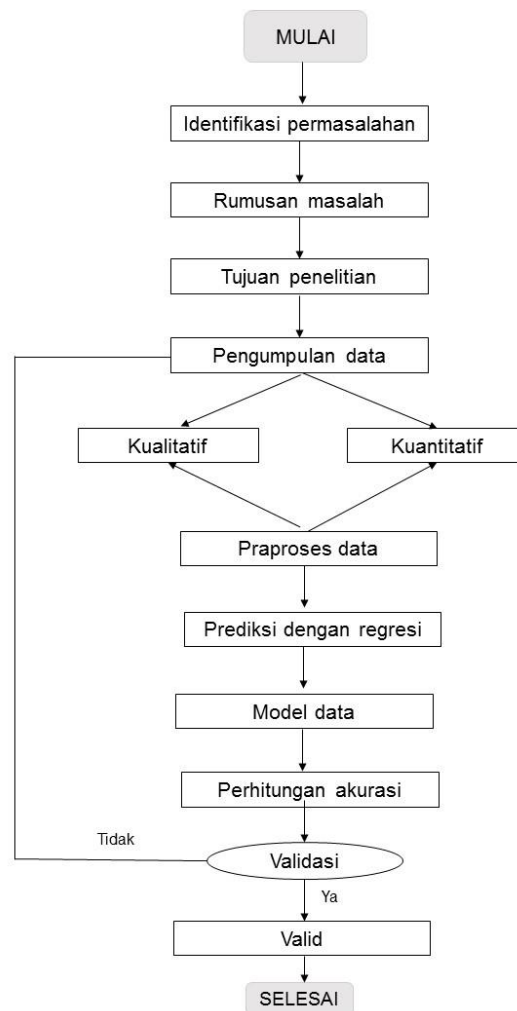 MULAI
Identifikasi permasalahan
Rumusan masalah
Tujuan penelitian
Pengumpulan data
Kualitatif
Kuantitatif
Praproses data
Prediksi dengan regresi
Model data
Perhitungan akurasi
Tidak
Validasi
Ya
Valid
SELESAI